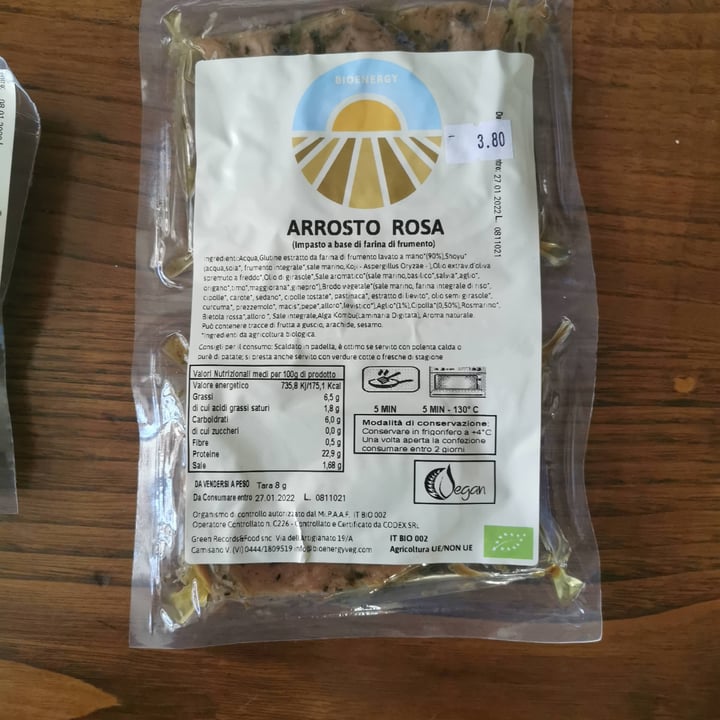 BIOENERGY
3.80
ARROSTO ROSA
(Impasto a base di farina di frumento)
Ingredienti:Acqua,Glutine estratto da farina di frumento lavato a mano*(90%),Shoyu*
(acqua,soia*, frumento integrale*,sale marino,Koji - Aspergillus Oryzae - ),Olio extrav.d'oliva
spremuto a freddo*,Olio di girasole*,Sale aromatico*(sale marino,basilico*,salvia*,aglio*,
origano*,timo*,maggiorana*,ginepro*),Brodo vegetale*(sale marino, farina integrale di riso*,
cipolle*, carote*, sedano*, cipolle tostate*, pastinaca*, estratto di lievito*, olio semi girasole*,
curcuma*, prezzemolo*, macis*,pepe*,alloro*,levistico*),Aglio*(1%),Cipolla*(0,50%),Rosmarino*,
Bietola rossa*,alloro*, Sale integrale,Alga Kombu(Laminaria Digitata), Aroma naturale.
Può contenere tracce di frutta a guscio, arachide, sesamo.
*Ingredienti da agricoltura biologica.
Consigli per il consumo: Scaldato in padella, è ottimo se servito con polenta calda o
purè di patate; si presta anche servito con verdure cotte o fresche di stagione
Valori Nutrizionali medi per 100g di prodotto
Valore energetico 735,8 Kj/175,1 Kcal
Grassi 6,5 g
di cui acidi grassi saturi 1,8 g
Carboidrati 6,0 g
di cui zuccheri 0,0 g
Fibre 0,5 g
Proteine 22,9 g
Sale 1,68 g
5 MIN 5 MIN - 130° C
Modalità di conservazione:
Conservare in frigorifero a +4°C
Una volta aperta la confezione
consumare entro 2 giorni
Vegan
DA VENDERSI A PESO Tara 8 g
Da Consumare entro 27.01.2022 L. 0811021
Organismo di controllo autorizzato dal Mi.P.A.A.F. IT BIO 002
Operatore Controllato n. C226 - Controllato e Certificato da CODEX SRL
Green Records&Food snc Via dell'Artigianato 19/A
Camisano V. (VI) 0444/1809519 info@bioenergyveg.com
IT BIO 002
Agricoltura UE/NON UE
27 01 2022 L. 0811021